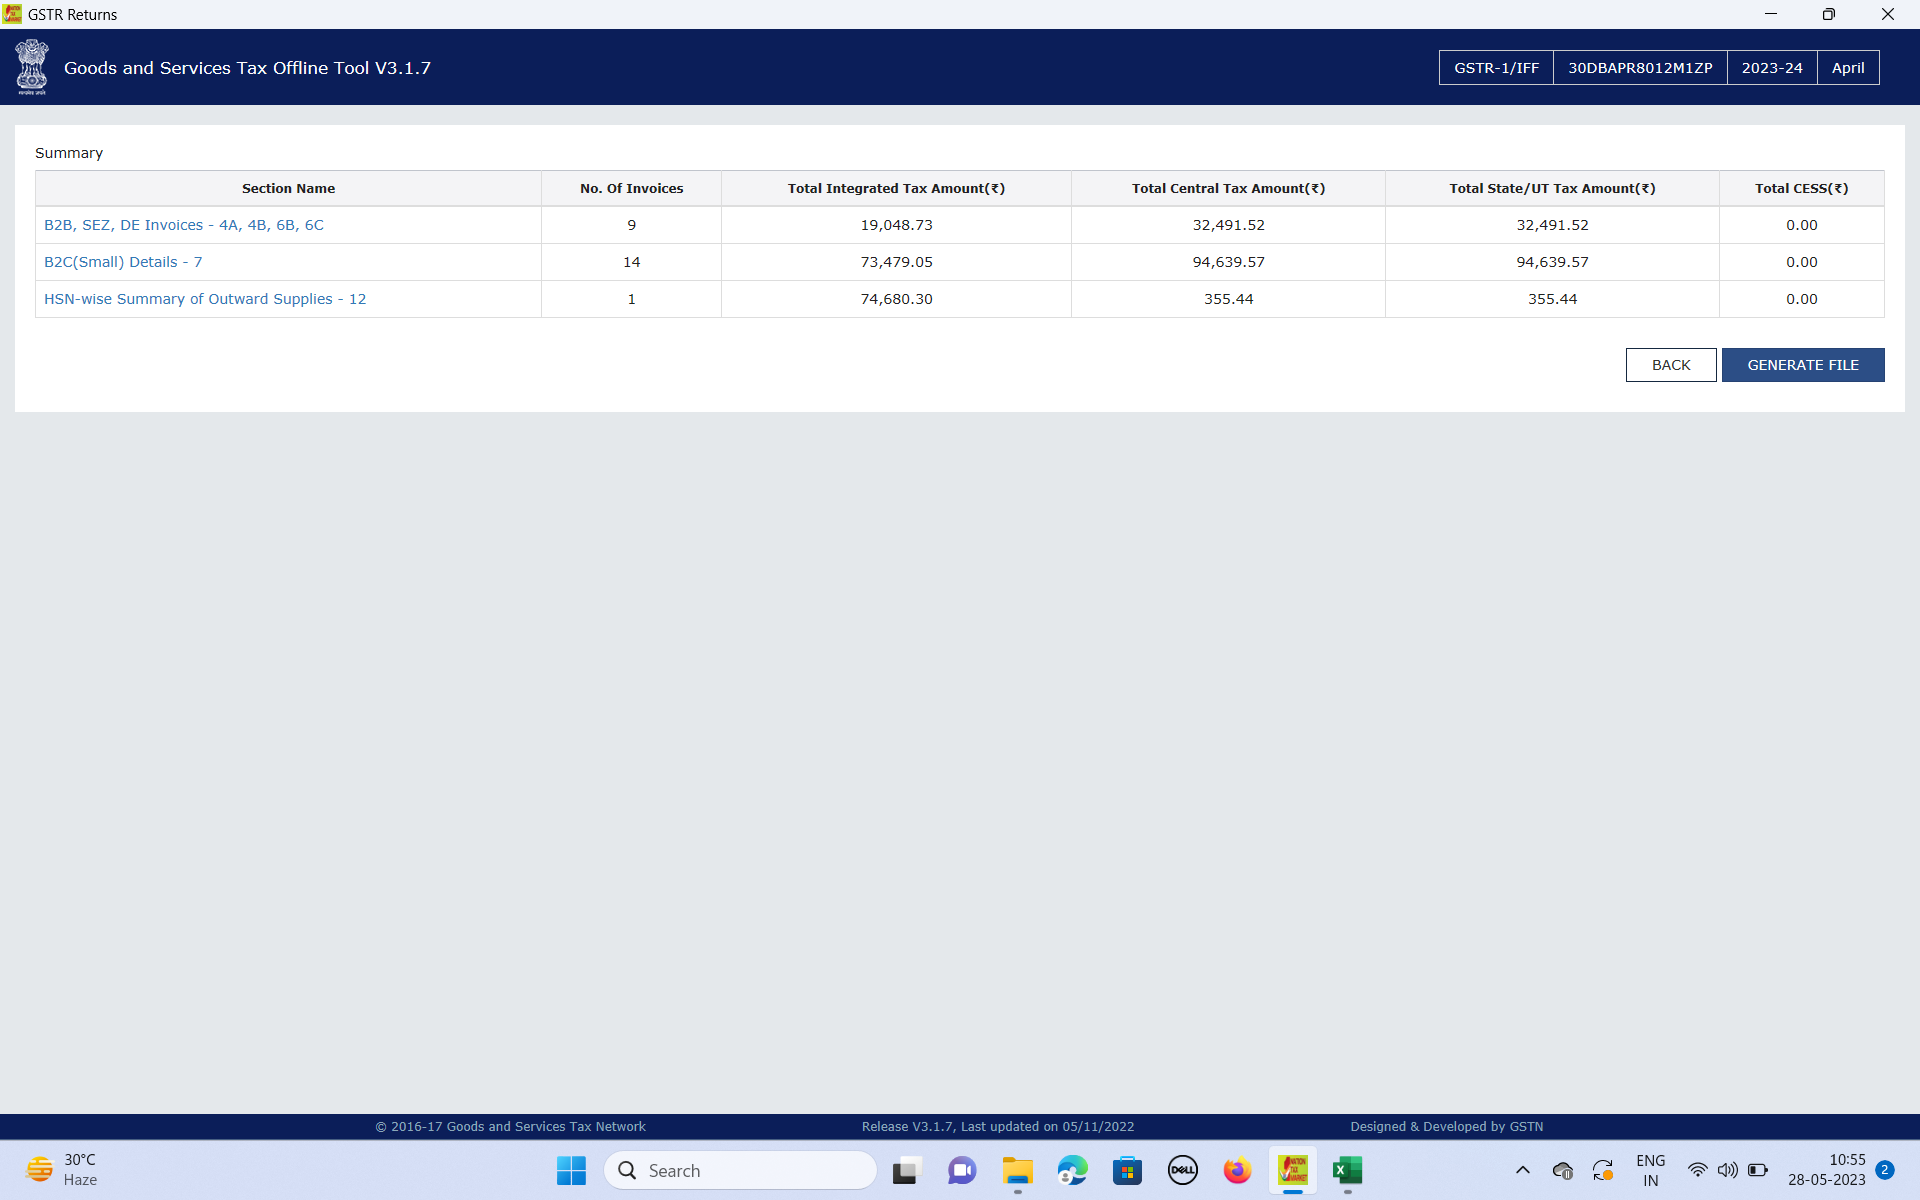 GSTR Returns
Goods and Services Tax Offline Tool V3.1.7
GSTR-1/IFF 30DBAPR8012M1ZP 2023-24 April
Summary
Section Name No. Of Invoices Total Integrated Tax Amount(₹) Total Central Tax Amount(₹) Total State/UT Tax Amount(₹) Total CESS(₹)
B2B, SEZ, DE Invoices - 4A, 4B, 6B, 6C 9 19,048.73 32,491.52 32,491.52 0.00
B2C(Small) Details - 7 14 73,479.05 94,639.57 94,639.57 0.00
HSN-wise Summary of Outward Supplies - 12 1 74,680.30 355.44 355.44 0.00
BACK GENERATE FILE
© 2016-17 Goods and Services Tax Network Release V3.1.7, Last updated on 05/11/2022 Designed & Developed by GSTN
30°C
Haze
Search
DELL
NATION TAX MARKET
ENG
IN
10:55
28-05-2023
2